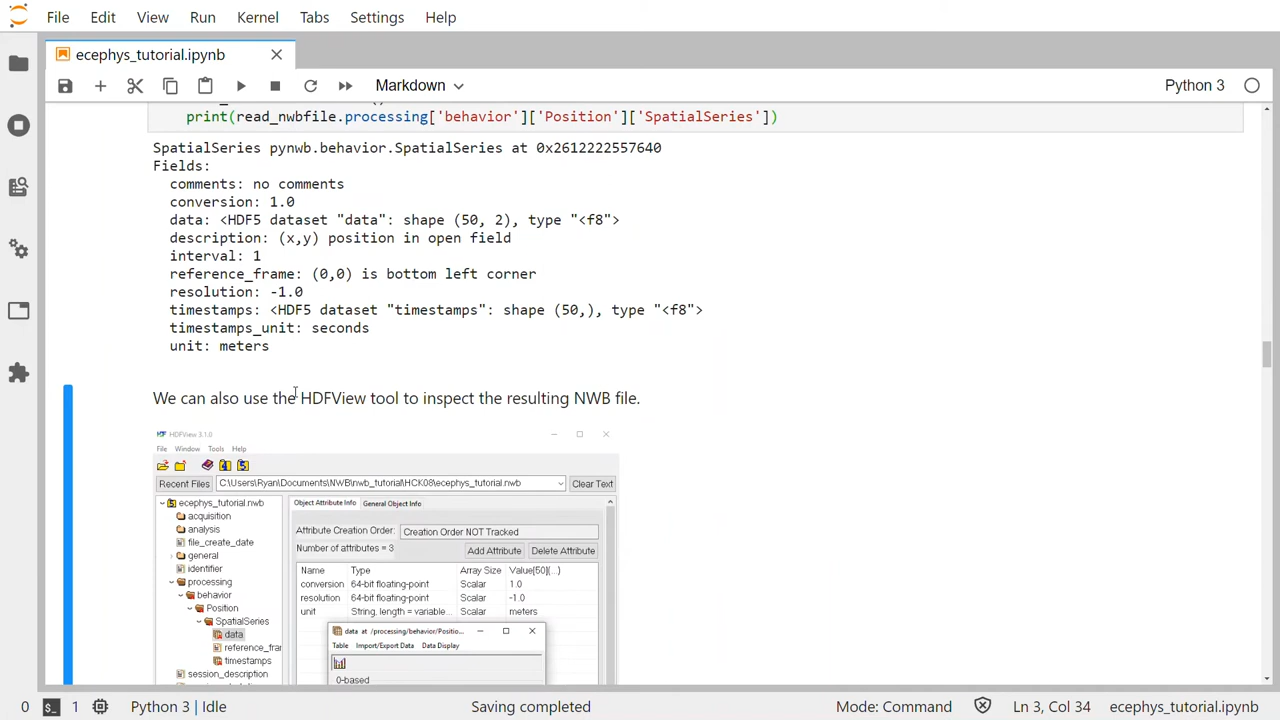 File Edit View Run Kernel Tabs Settings Help
ecephys_tutorial.ipynb
Markdown
Python 3
print(read_nwbfile.processing['behavior']['Position']['SpatialSeries'])
SpatialSeries pynwb.behavior.SpatialSeries at 0x2612222557640
Fields:
comments: no comments
conversion: 1.0
data: <HDF5 dataset "data": shape (50, 2), type "<f8">
description: (x,y) position in open field
interval: 1
reference_frame: (0,0) is bottom left corner
resolution: -1.0
timestamps: <HDF5 dataset "timestamps": shape (50,), type "<f8">
timestamps_unit: seconds
unit: meters
We can also use the HDFView tool to inspect the resulting NWB file.
HDFView 3.1.0
File Window Tools Help
Recent Files C:\Users\Ryan\Documents\NWB\nwb_tutorial\HCK08\ecephys_tutorial.nwb Clear Text
ecephys_tutorial.nwb
acquisition
analysis
file_create_date
general
identifier
processing
behavior
Position
SpatialSeries
data
reference_frar
timestamps
session_description
Object Attribute Info General Object Info
Attribute Creation Order: Creation Order NOT Tracked
Number of attributes = 3 Add Attribute Delete Attribute
Name Type Array Size Value[50](...)
conversion 64-bit floating-point Scalar 1.0
resolution 64-bit floating-point Scalar -1.0
unit String, length = variable... Scalar meters
data at /processing/behavior/Positio...
Table Import/Export Data Data Display
0-based
0 1 Python 3 | Idle Saving completed Mode: Command Ln 3, Col 34 ecephys_tutorial.ipynb